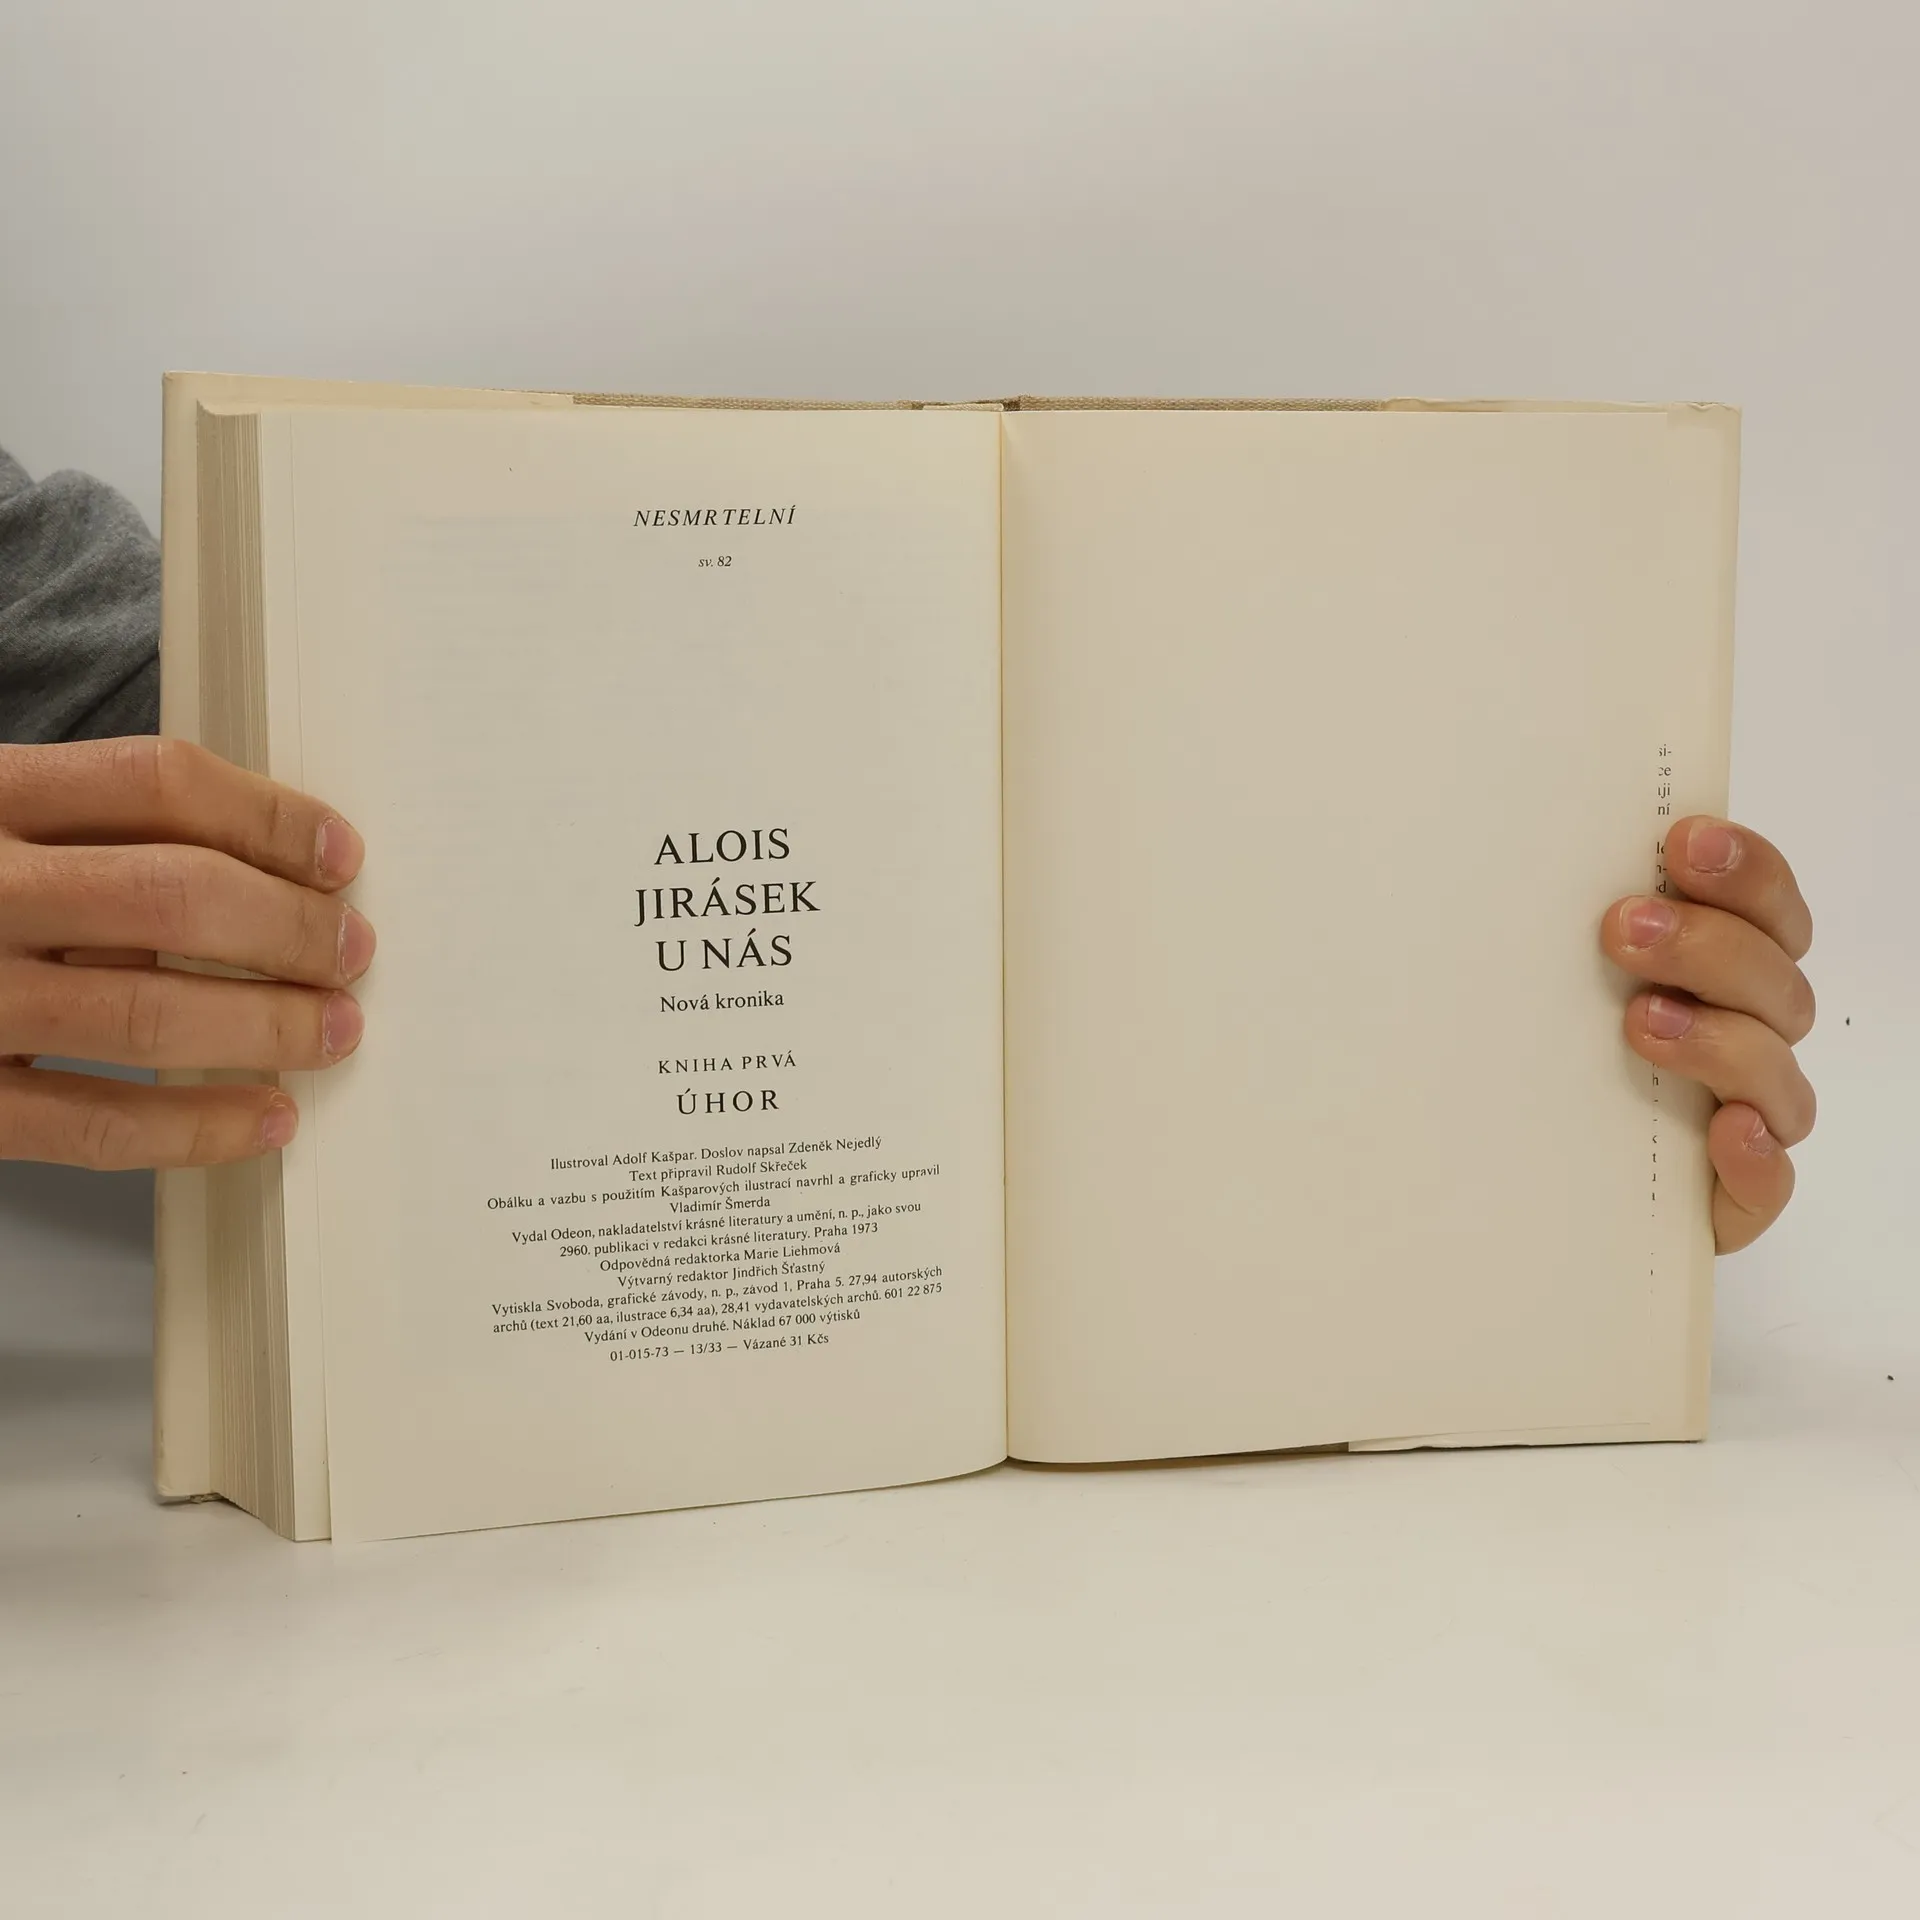 NESMRTELNÍ
sv. 82
ALOIS
JIRÁSEK
U NÁS
Nová kronika
KNIHA PRVÁ
ÚHOR
Ilustroval Adolf Kašpar. Doslov napsal Zdeněk Nejedlý
Text připravil Rudolf Skřeček
Obálku a vazbu s použitím Kašparových ilustrací navrhl a graficky upravil
Vladimír Šmerda
Vydal Odeon, nakladatelství krásné literatury a umění, n. p., jako svou
2960. publikaci v redakci krásné literatury. Praha 1973
Odpovědná redaktorka Marie Liehmová
Výtvarný redaktor Jindřich Šťastný
Vytiskla Svoboda, grafické závody, n. p., závod 1, Praha 5. 27,94 autorských
archů (text 21,60 aa, ilustrace 6,34 aa), 28,41 vydavatelských archů. 601 22 875
Vydání v Odeonu druhé. Náklad 67 000 výtisků
01-015-73 — 13/33 — Vázané 31 Kčs